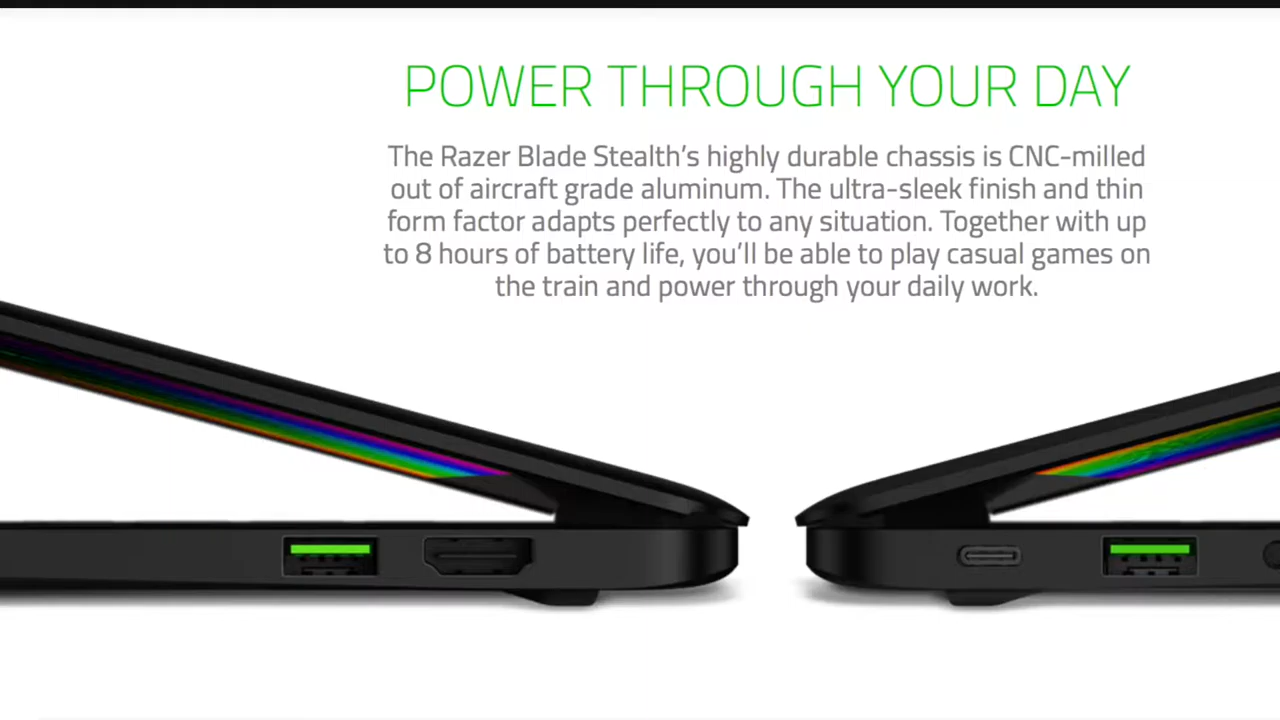 POWER THROUGH YOUR DAY
The Razer Blade Stealth’s highly durable chassis is CNC-milled
out of aircraft grade aluminum. The ultra-sleek finish and thin
form factor adapts perfectly to any situation. Together with up
to 8 hours of battery life, you’ll be able to play casual games on
the train and power through your daily work.